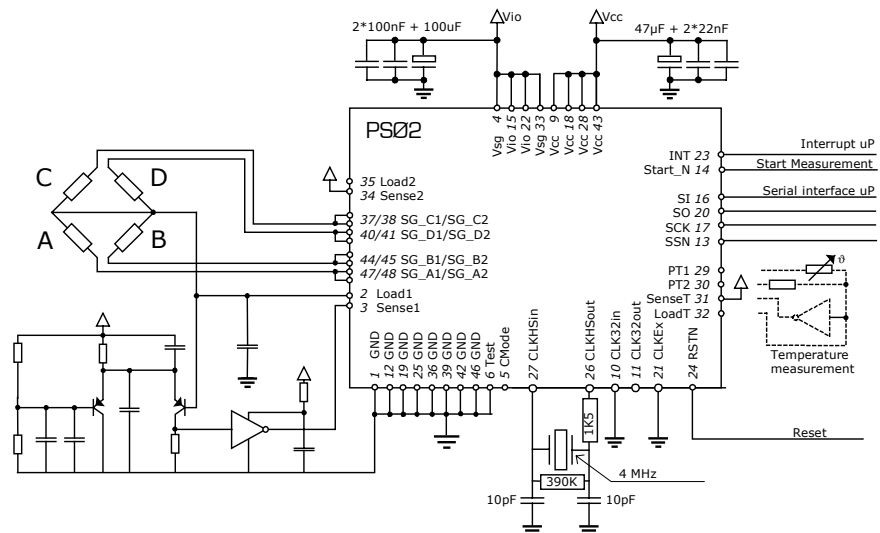 Vio
Vcc
2*100nF + 100uF
47µF + 2*22nF
PSØ2
Vsg 4
Vio 15
Vio 22
Vsg 33
Vcc 9
Vcc 18
Vcc 28
Vcc 43
C
D
A
B
35 Load2
34 Sense2
37/38 SG_C1/SG_C2
40/41 SG_D1/SG_D2
44/45 SG_B1/SG_B2
47/48 SG_A1/SG_A2
2 Load1
3 Sense1
INT 23
Interrupt uP
Start_N 14
Start Measurement
SI 16
Serial interface uP
SO 20
SCK 17
SSN 13
PT1 29
PT2 30
SenseT 31
LoadT 32
ϑ
Temperature
measurement
1 GND
12 GND
19 GND
25 GND
36 GND
39 GND
42 GND
46 GND
6 Test
5 CMode
27 CLKHSin
26 CLKHSout
10 CLK32in
11 CLK32out
21 CLKEx
24 RSTN
1K5
Reset
4 MHz
390K
10pF
10pF